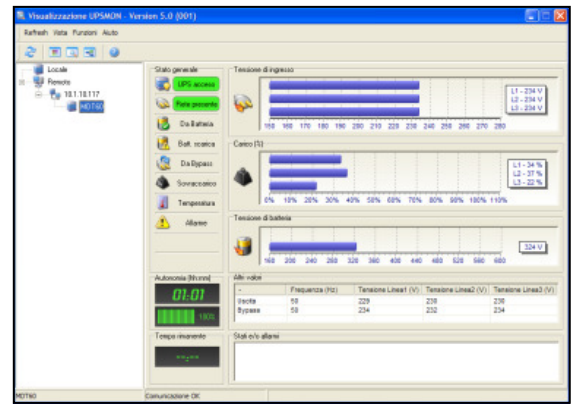 Visualizzazione UPSMON - Version 5.0 (001)
Refresh Vista Funzioni Aiuto
Locale
Remoto
10.1.10.117
MDT60
Stato generale
UPS acceso
Rete presente
Da Batteria
Batt. scarica
Da Bypass
Sovraccarico
Temperatura
Allarme
Tensione di ingresso
L1 - 234 V
L2 - 234 V
L3 - 234 V
150 160 170 180 190 200 210 220 230 240 250 260 270 280
Carico (%)
L1 - 34 %
L2 - 37 %
L3 - 22 %
0% 10% 20% 30% 40% 50% 60% 70% 80% 90% 100% 110%
Tensione di batteria
324 V
160 200 240 280 320 360 400 440 480 520 560 600
Autonomia (hh:mm)
01:01
100%
Altri valori
- Frequenza (Hz) Tensione Linea1 (V) Tensione Linea2 (V) Tensione Linea3 (V)
Uscita 50 229 230 230
Bypass 50 234 232 234
Tempo rimanente
--:--
Stati e/o allarmi
MDT60 Comunicazione OK